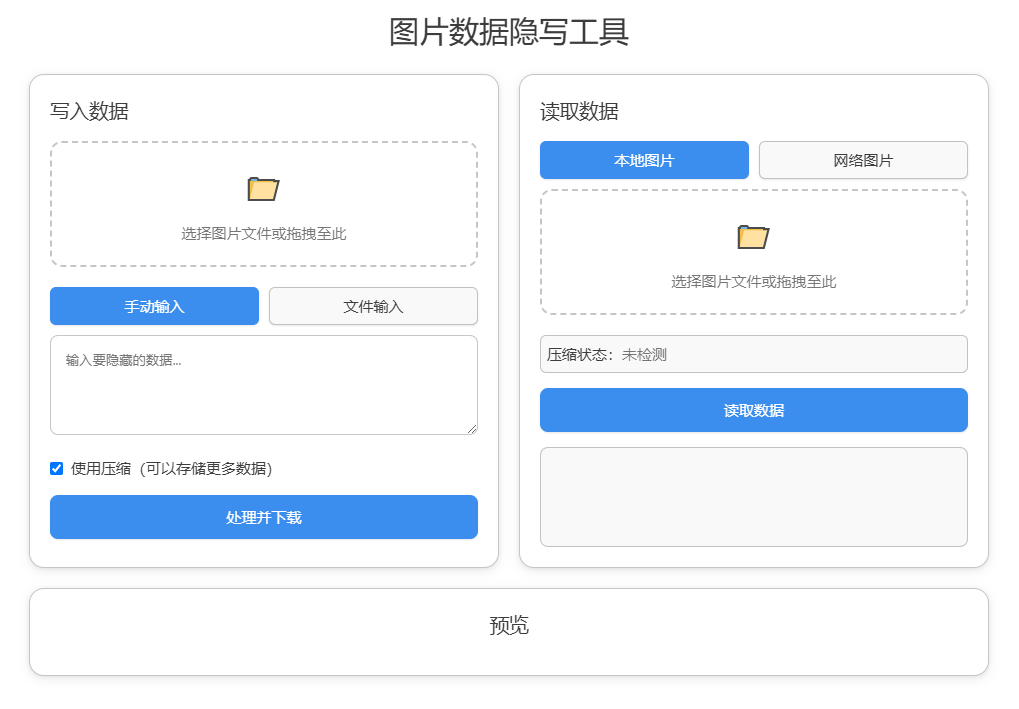 图片数据隐写工具
写入数据
选择图片文件或拖拽至此
手动输入
文件输入
输入要隐藏的数据...
使用压缩（可以存储更多数据）
处理并下载
读取数据
本地图片
网络图片
选择图片文件或拖拽至此
压缩状态：未检测
读取数据
预览